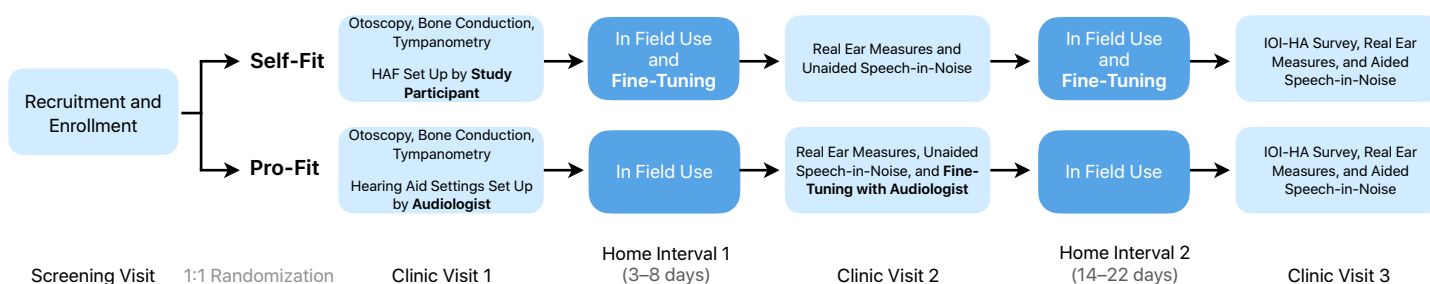 Recruitment and
Enrollment
Self-Fit
Otoscopy, Bone Conduction,
Tympanometry
HAF Set Up by Study
Participant
In Field Use
and
Fine-Tuning
Real Ear Measures and
Unaided Speech-in-Noise
In Field Use
and
Fine-Tuning
IOI-HA Survey, Real Ear
Measures, and Aided
Speech-in-Noise
Pro-Fit
Otoscopy, Bone Conduction,
Tympanometry
Hearing Aid Settings Set Up
by Audiologist
In Field Use
Real Ear Measures, Unaided
Speech-in-Noise, and Fine-
Tuning with Audiologist
In Field Use
IOI-HA Survey, Real Ear
Measures, and Aided
Speech-in-Noise
Screening Visit
1:1 Randomization
Clinic Visit 1
Home Interval 1
(3–8 days)
Clinic Visit 2
Home Interval 2
(14–22 days)
Clinic Visit 3